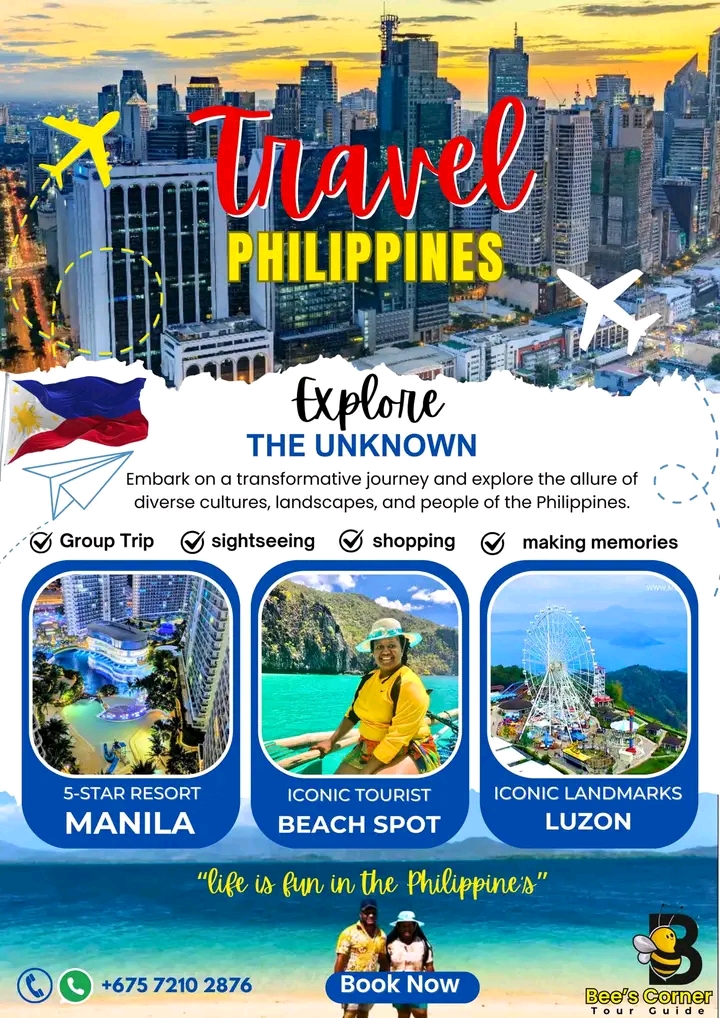 Travel
PHILIPPINES
Explore
THE UNKNOWN
Embark on a transformative journey and explore the allure of
diverse cultures, landscapes, and people of the Philippines.
Group Trip sightseeing shopping making memories
5-STAR RESORT
MANILA
ICONIC TOURIST
BEACH SPOT
ICONIC LANDMARKS
LUZON
"life is fun in the Philippine's"
+675 7210 2876
Book Now
B
Bee's Corner
Tour Guide